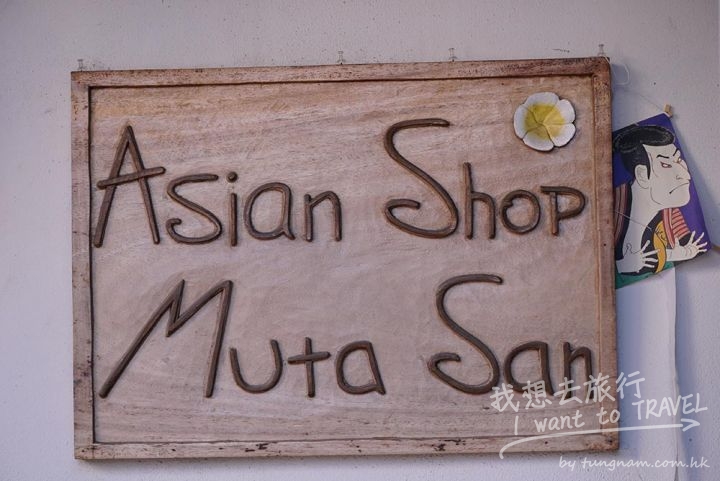 Asian Shop
Muta San
我想去旅行
I want to TRAVEL
by tungnam.com.hk